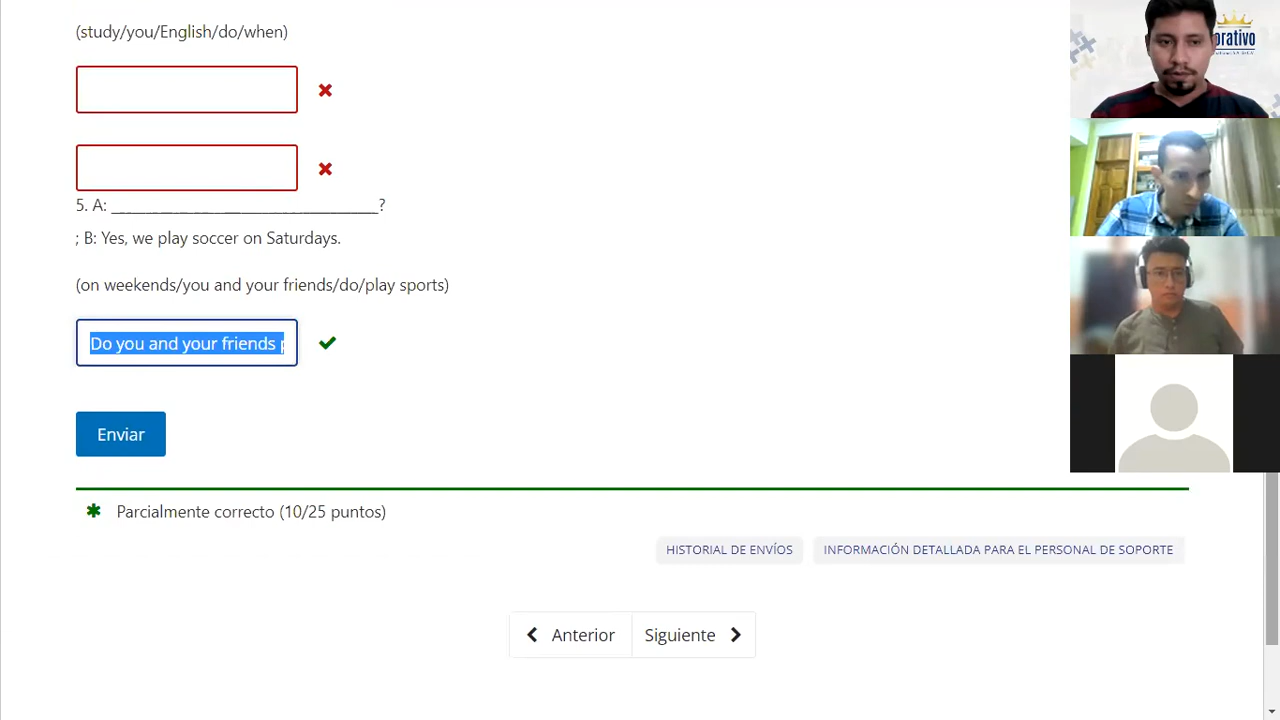 (study/you/English/do/when)
orativo
5. A: ______________________________?
; B: Yes, we play soccer on Saturdays.
(on weekends/you and your friends/do/play sports)
Do you and your friends
Enviar
Parcialmente correcto (10/25 puntos)
HISTORIAL DE ENVÍOS
INFORMACIÓN DETALLADA PARA EL PERSONAL DE SOPORTE
Anterior
Siguiente